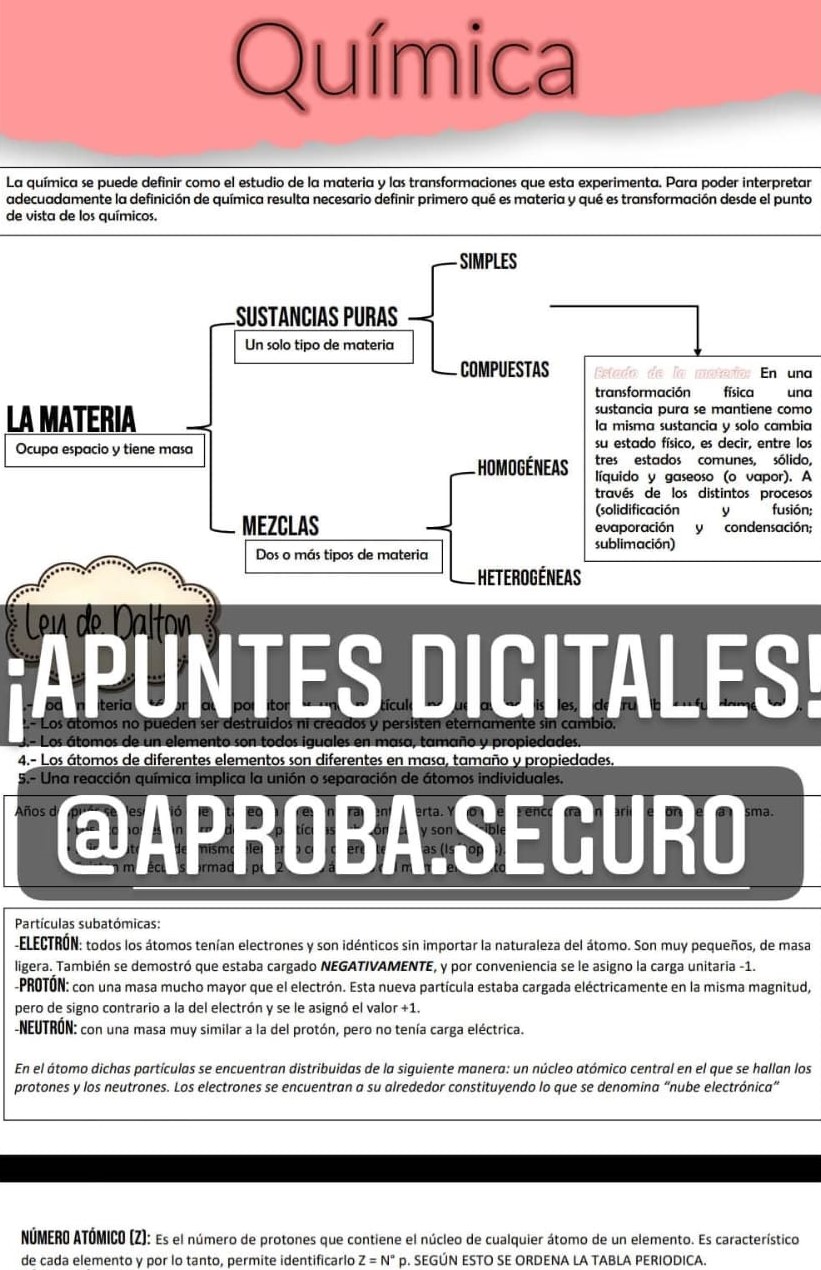 Química
La química se puede definir como el estudio de la materia y las transformaciones que esta experimenta. Para poder interpretar
adecuadamente la definición de química resulta necesario definir primero qué es materia y qué es transformación desde el punto
de vista de los químicos.
SIMPLES
SUSTANCIAS PURAS
Un solo tipo de materia
COMPUESTAS
LA MATERIA
Ocupa espacio y tiene masa
HOMOGÉNEAS
MEZCLAS
Dos o más tipos de materia
HETEROGÉNEAS
Estado de la materia: En una
transformación física una
sustancia pura se mantiene como
la misma sustancia y solo cambia
su estado físico, es decir, entre los
tres estados comunes, sólido,
líquido y gaseoso (o vapor). A
través de los distintos procesos
(solidificación y fusión;
evaporación y condensación;
sublimación)
Ley de Dalton
¡APUNTES DIGITALES!
2.- Los átomos no pueden ser destruidos ni creados y persisten eternamente sin cambio.
3.- Los átomos de un elemento son todos iguales en masa, tamaño y propiedades.
4.- Los átomos de diferentes elementos son diferentes en masa, tamaño y propiedades.
5.- Una reacción química implica la unión o separación de átomos individuales.
Años
@APROBA.SEGURO
Partículas subatómicas:
-ELECTRÓN: todos los átomos tenían electrones y son idénticos sin importar la naturaleza del átomo. Son muy pequeños, de masa
ligera. También se demostró que estaba cargado NEGATIVAMENTE, y por conveniencia se le asigno la carga unitaria -1.
-PROTÓN: con una masa mucho mayor que el electrón. Esta nueva partícula estaba cargada eléctricamente en la misma magnitud,
pero de signo contrario a la del electrón y se le asignó el valor +1.
-NEUTRÓN: con una masa muy similar a la del protón, pero no tenía carga eléctrica.
En el átomo dichas partículas se encuentran distribuidas de la siguiente manera: un núcleo atómico central en el que se hallan los
protones y los neutrones. Los electrones se encuentran a su alrededor constituyendo lo que se denomina “nube electrónica”
NÚMERO ATÓMICO (Z): Es el número de protones que contiene el núcleo de cualquier átomo de un elemento. Es característico
de cada elemento y por lo tanto, permite identificarlo Z = N° p. SEGÚN ESTO SE ORDENA LA TABLA PERIODICA.